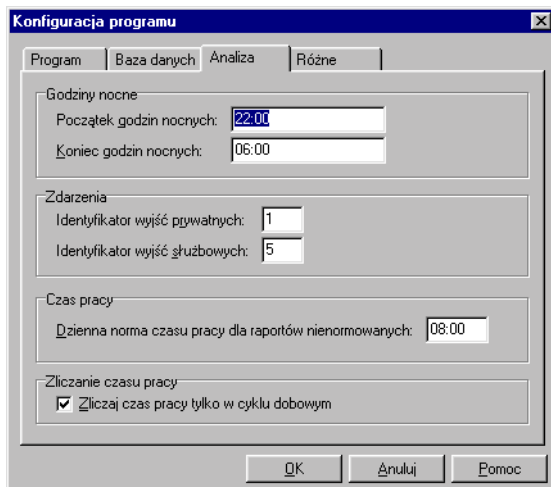 Konfiguracja programu
Program Baza danych Analiza Różne
Godziny nocne
Początek godzin nocnych: 22:00
Koniec godzin nocnych: 06:00
Zdarzenia
Identyfikator wyjść prywatnych: 1
Identyfikator wyjść służbowych: 5
Czas pracy
Dzienna norma czasu pracy dla raportów nienormowanych: 08:00
Zliczanie czasu pracy
Zliczaj czas pracy tylko w cyklu dobowym
OK Anuluj Pomoc